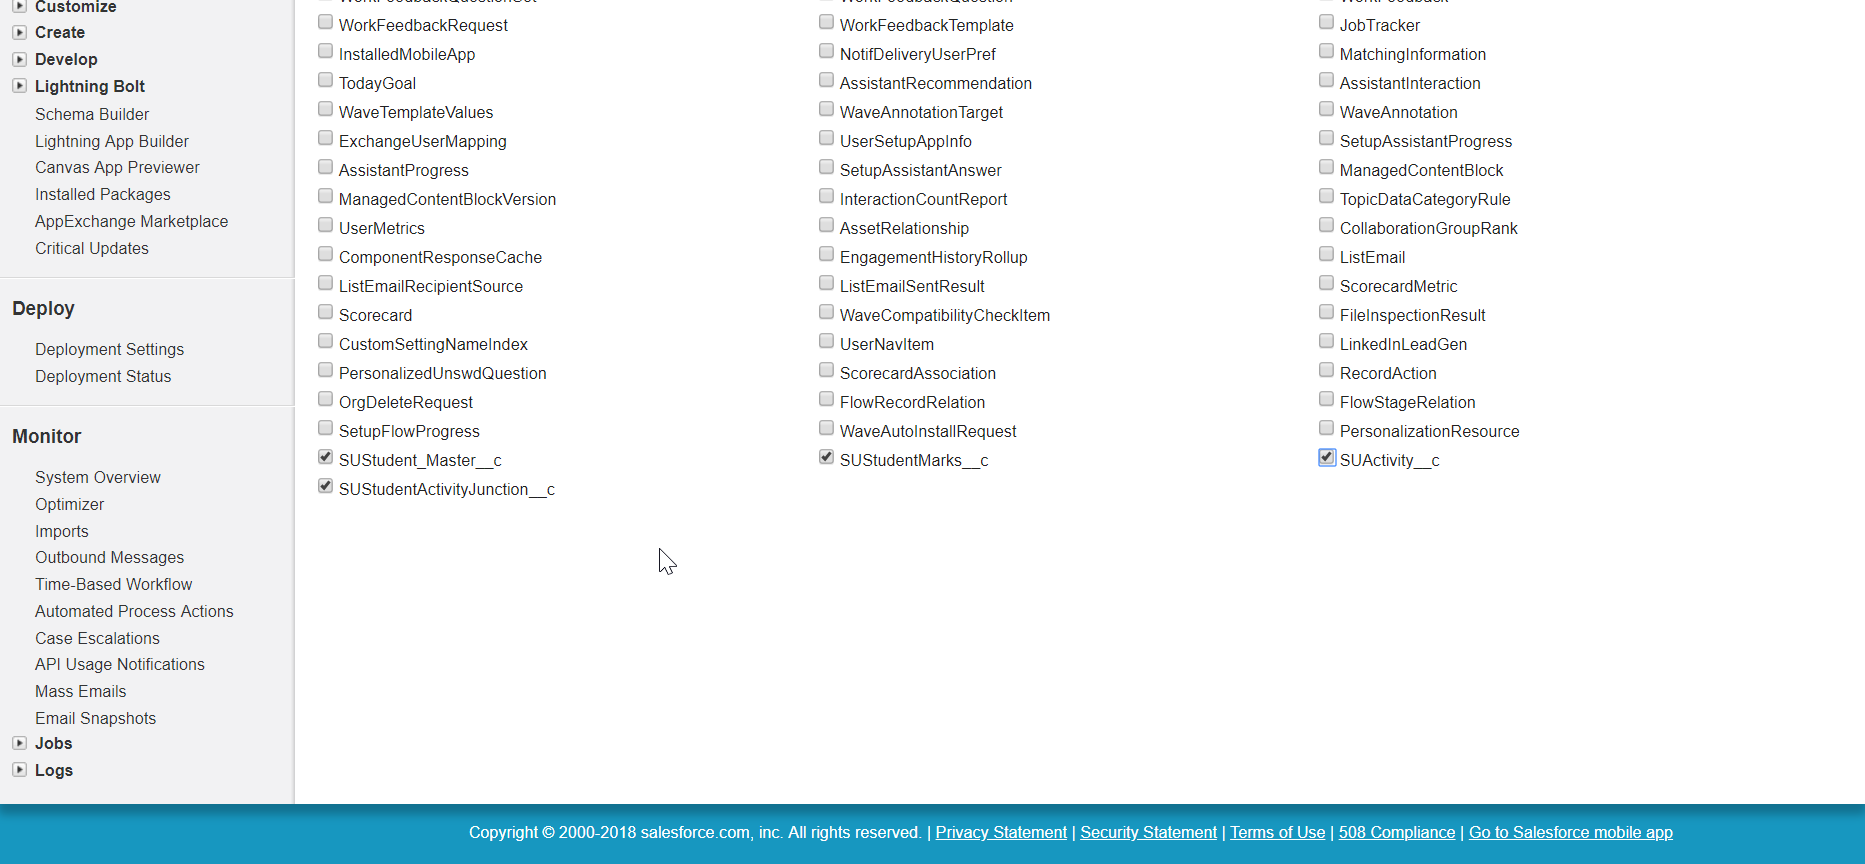 Customize
Create
Develop
Lightning Bolt
Schema Builder
Lightning App Builder
Canvas App Previewer
Installed Packages
AppExchange Marketplace
Critical Updates
Deploy
Deployment Settings
Deployment Status
Monitor
System Overview
Optimizer
Imports
Outbound Messages
Time-Based Workflow
Automated Process Actions
Case Escalations
API Usage Notifications
Mass Emails
Email Snapshots
Jobs
Logs
WorkFeedbackRequest WorkFeedbackTemplate JobTracker
InstalledMobileApp NotifDeliveryUserPref MatchingInformation
TodayGoal AssistantRecommendation AssistantInteraction
WaveTemplateValues WaveAnnotationTarget WaveAnnotation
ExchangeUserMapping UserSetupAppInfo SetupAssistantProgress
AssistantProgress SetupAssistantAnswer ManagedContentBlock
ManagedContentBlockVersion InteractionCountReport TopicDataCategoryRule
UserMetrics AssetRelationship CollaborationGroupRank
ComponentResponseCache EngagementHistoryRollup ListEmail
ListEmailRecipientSource ListEmailSentResult ScorecardMetric
Scorecard WaveCompatibilityCheckItem FileInspectionResult
CustomSettingNameIndex UserNavItem LinkedInLeadGen
PersonalizedUnswdQuestion ScorecardAssociation RecordAction
OrgDeleteRequest FlowRecordRelation FlowStageRelation
SetupFlowProgress WaveAutoInstallRequest PersonalizationResource
SUStudent_Master__c SUStudentMarks__c SUActivity__c
SUStudentActivityJunction__c
Copyright © 2000-2018 salesforce.com, inc. All rights reserved. | Privacy Statement | Security Statement | Terms of Use | 508 Compliance | Go to Salesforce mobile app